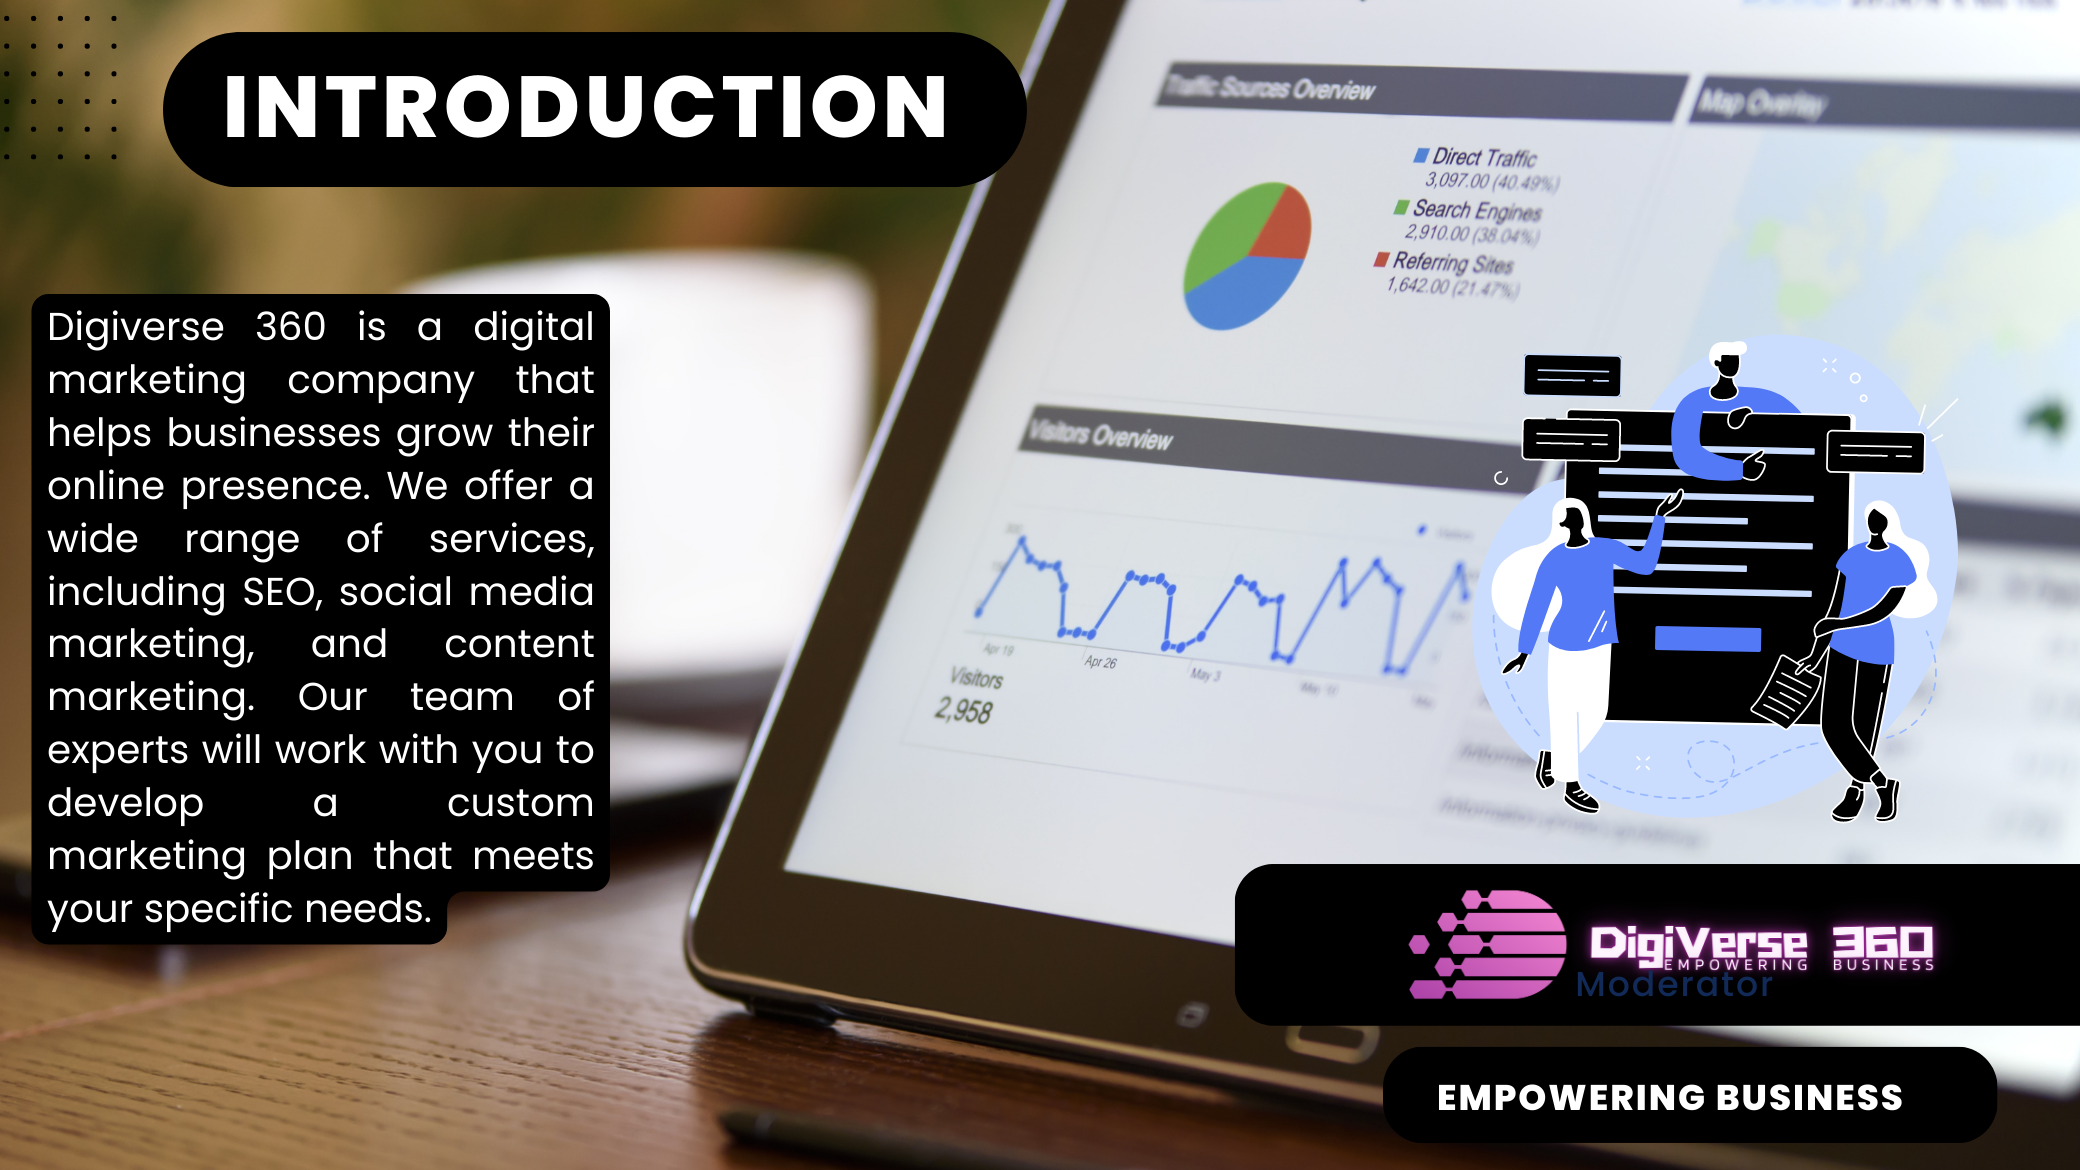 INTRODUCTION
Digiverse 360 is a digital
marketing company that
helps businesses grow their
online presence. We offer a
wide range of services,
including SEO, social media
marketing, and content
marketing. Our team of
experts will work with you to
develop a custom
marketing plan that meets
your specific needs.
Traffic Sources Overview
Map Overlay
Direct Traffic
3,097.00 (40.49%)
Search Engines
2,910.00 (38.04%)
Referring Sites
1,642.00 (21.47%)
Visitors Overview
Apr 19
Apr 26
May 3
Visitors
2,958
DigiVerse 360
EMPOWERING BUSINESS
Moderator
EMPOWERING BUSINESS